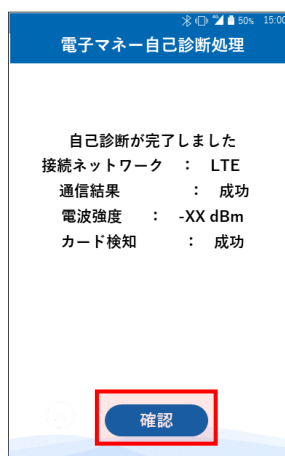 50% 15:00
電子マネー自己診断処理
自己診断が完了しました
接続ネットワーク ： LTE
通信結果 ： 成功
電波強度 ： -XX dBm
カード検知 ： 成功
確認